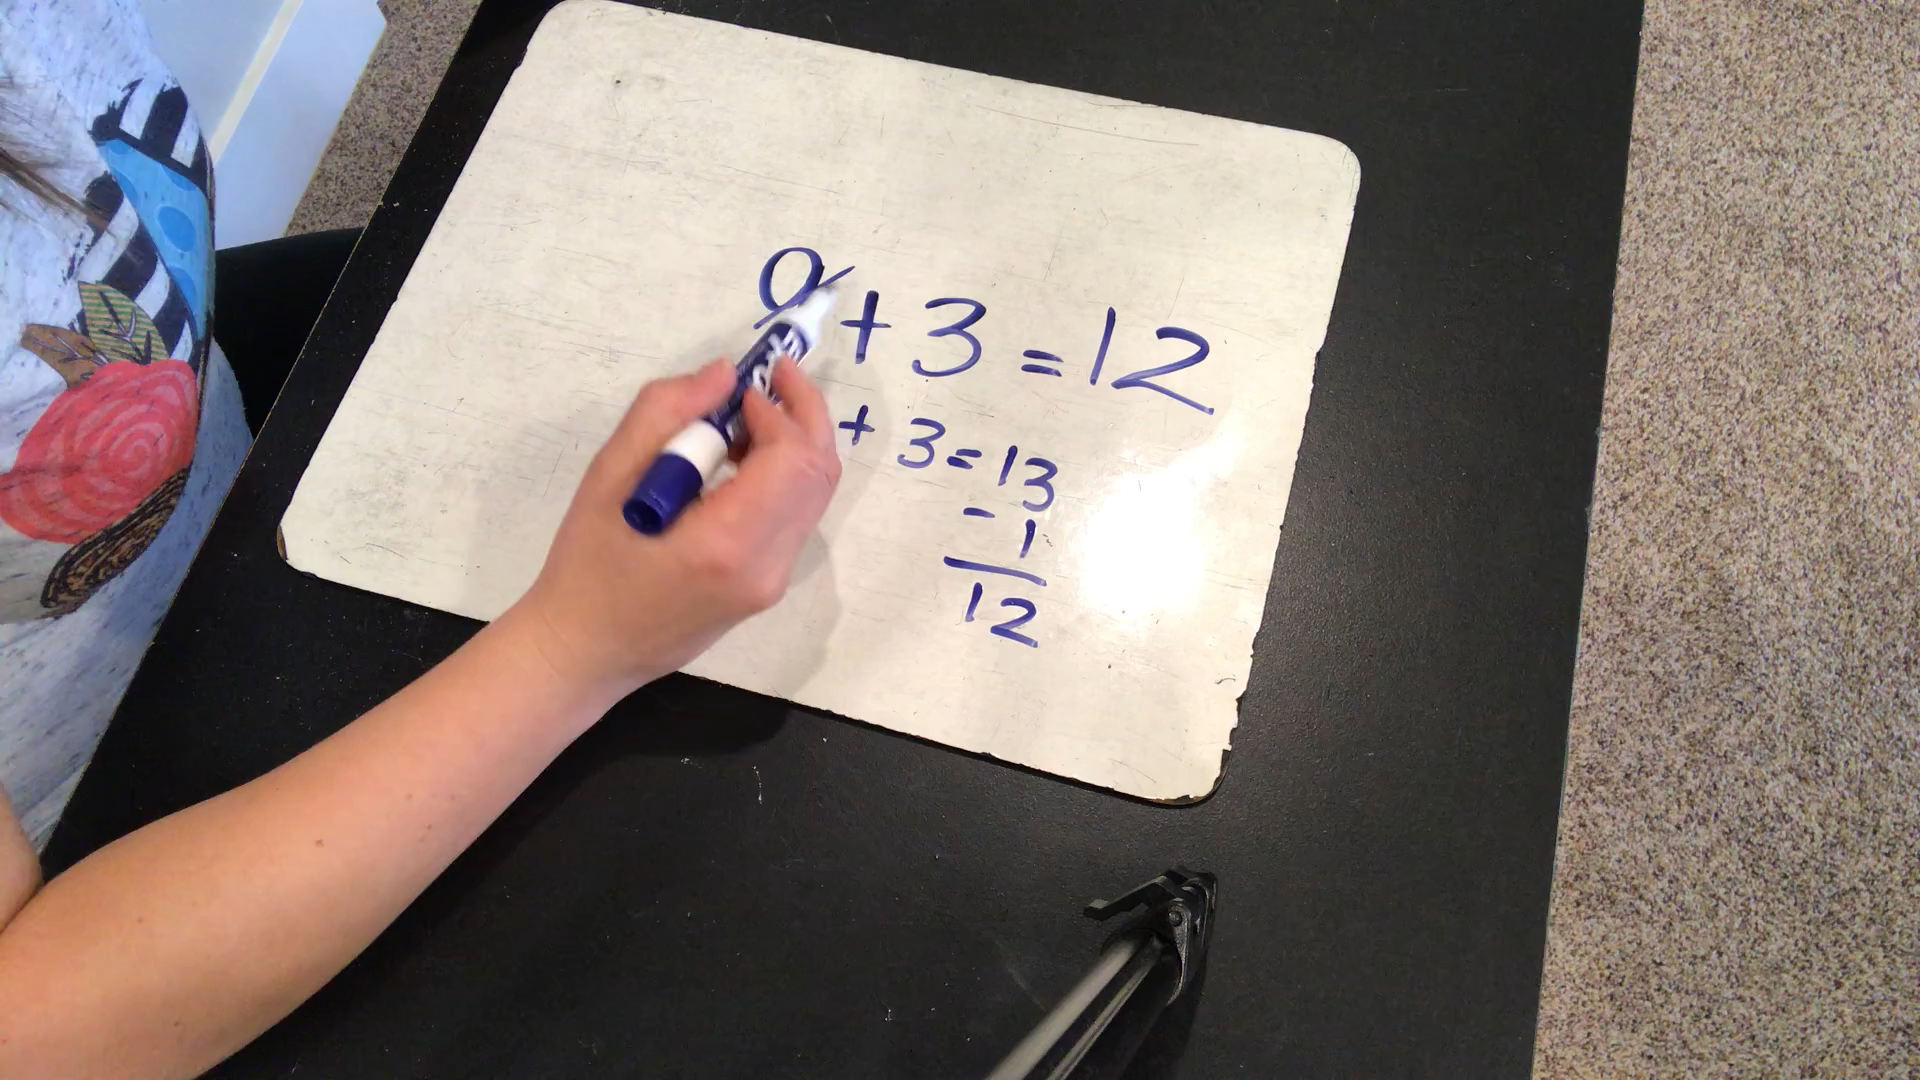 9 + 3 = 12
+ 3 = 13
- 1
12